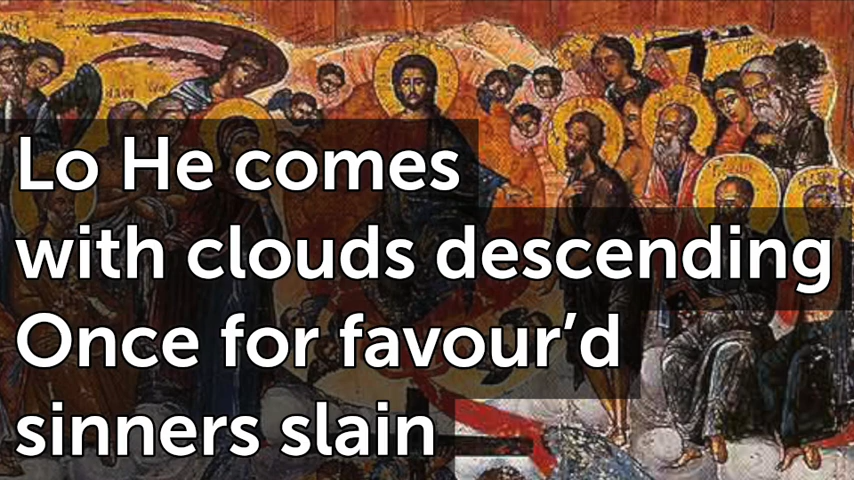 Lo He comes
with clouds descending
Once for favour’d
sinners slain